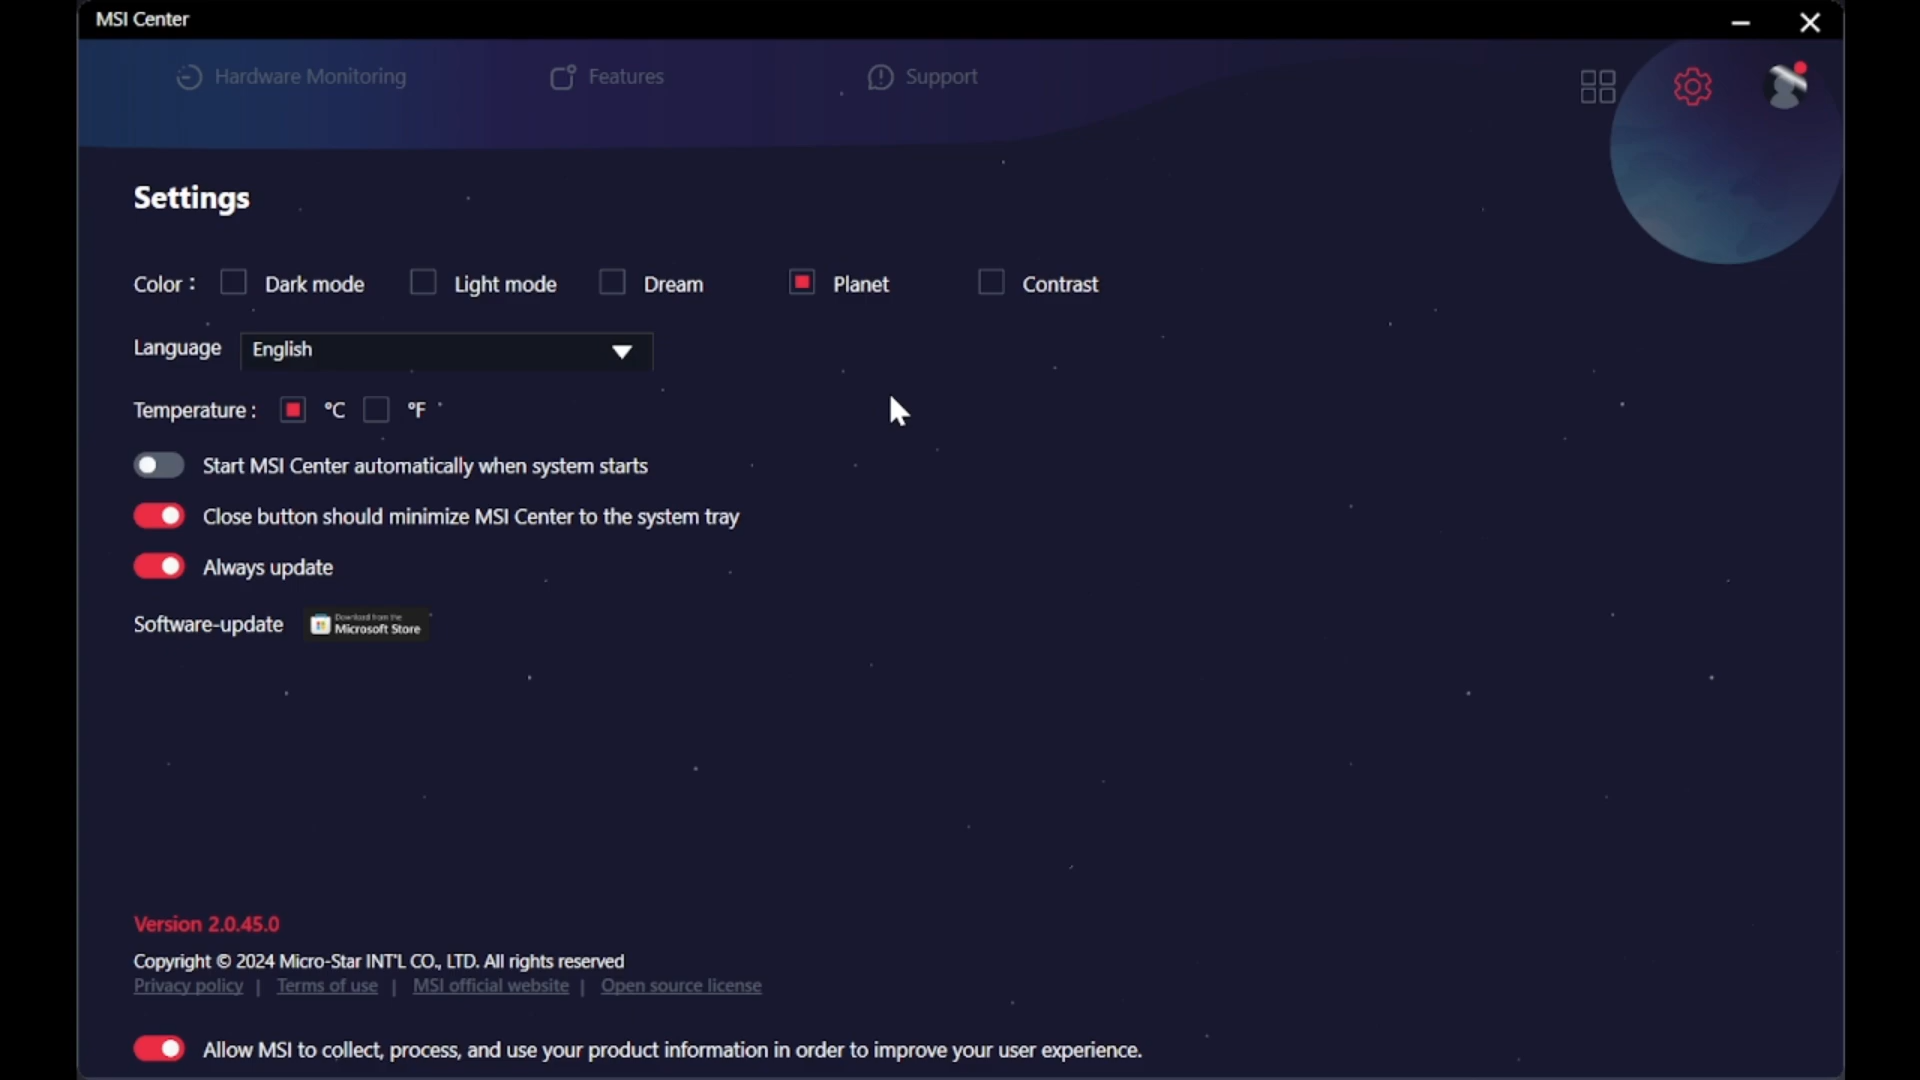 MSI Center
Hardware Monitoring Features Support
Settings
Color : Dark mode Light mode Dream Planet Contrast
Language English
Temperature : °C °F
Start MSI Center automatically when system starts
Close button should minimize MSI Center to the system tray
Always update
Software-update Download from the
Microsoft Store
Version 2.0.45.0
Copyright © 2024 Micro-Star INT'L CO., LTD. All rights reserved
Privacy policy | Terms of use | MSI official website | Open source license
Allow MSI to collect, process, and use your product information in order to improve your user experience.